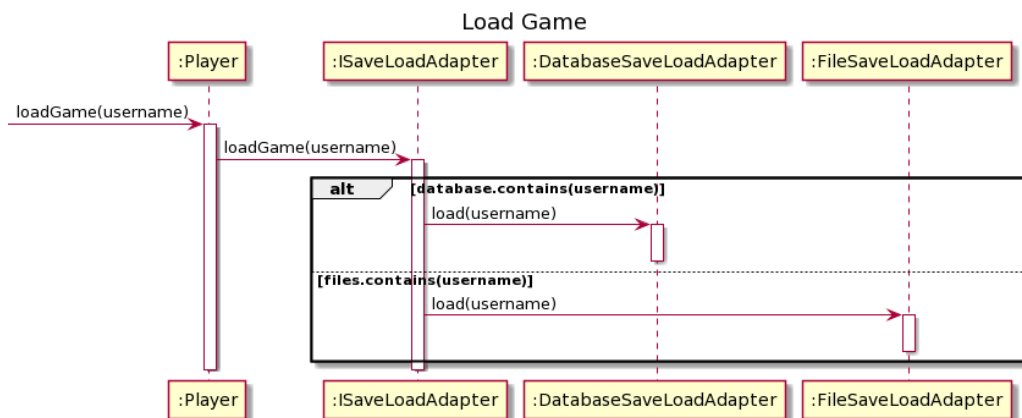 Load Game
:Player :ISaveLoadAdapter :DatabaseSaveLoadAdapter :FileSaveLoadAdapter
loadGame(username)
loadGame(username)
alt [database.contains(username)]
load(username)
[files.contains(username)]
load(username)
:Player :ISaveLoadAdapter :DatabaseSaveLoadAdapter :FileSaveLoadAdapter